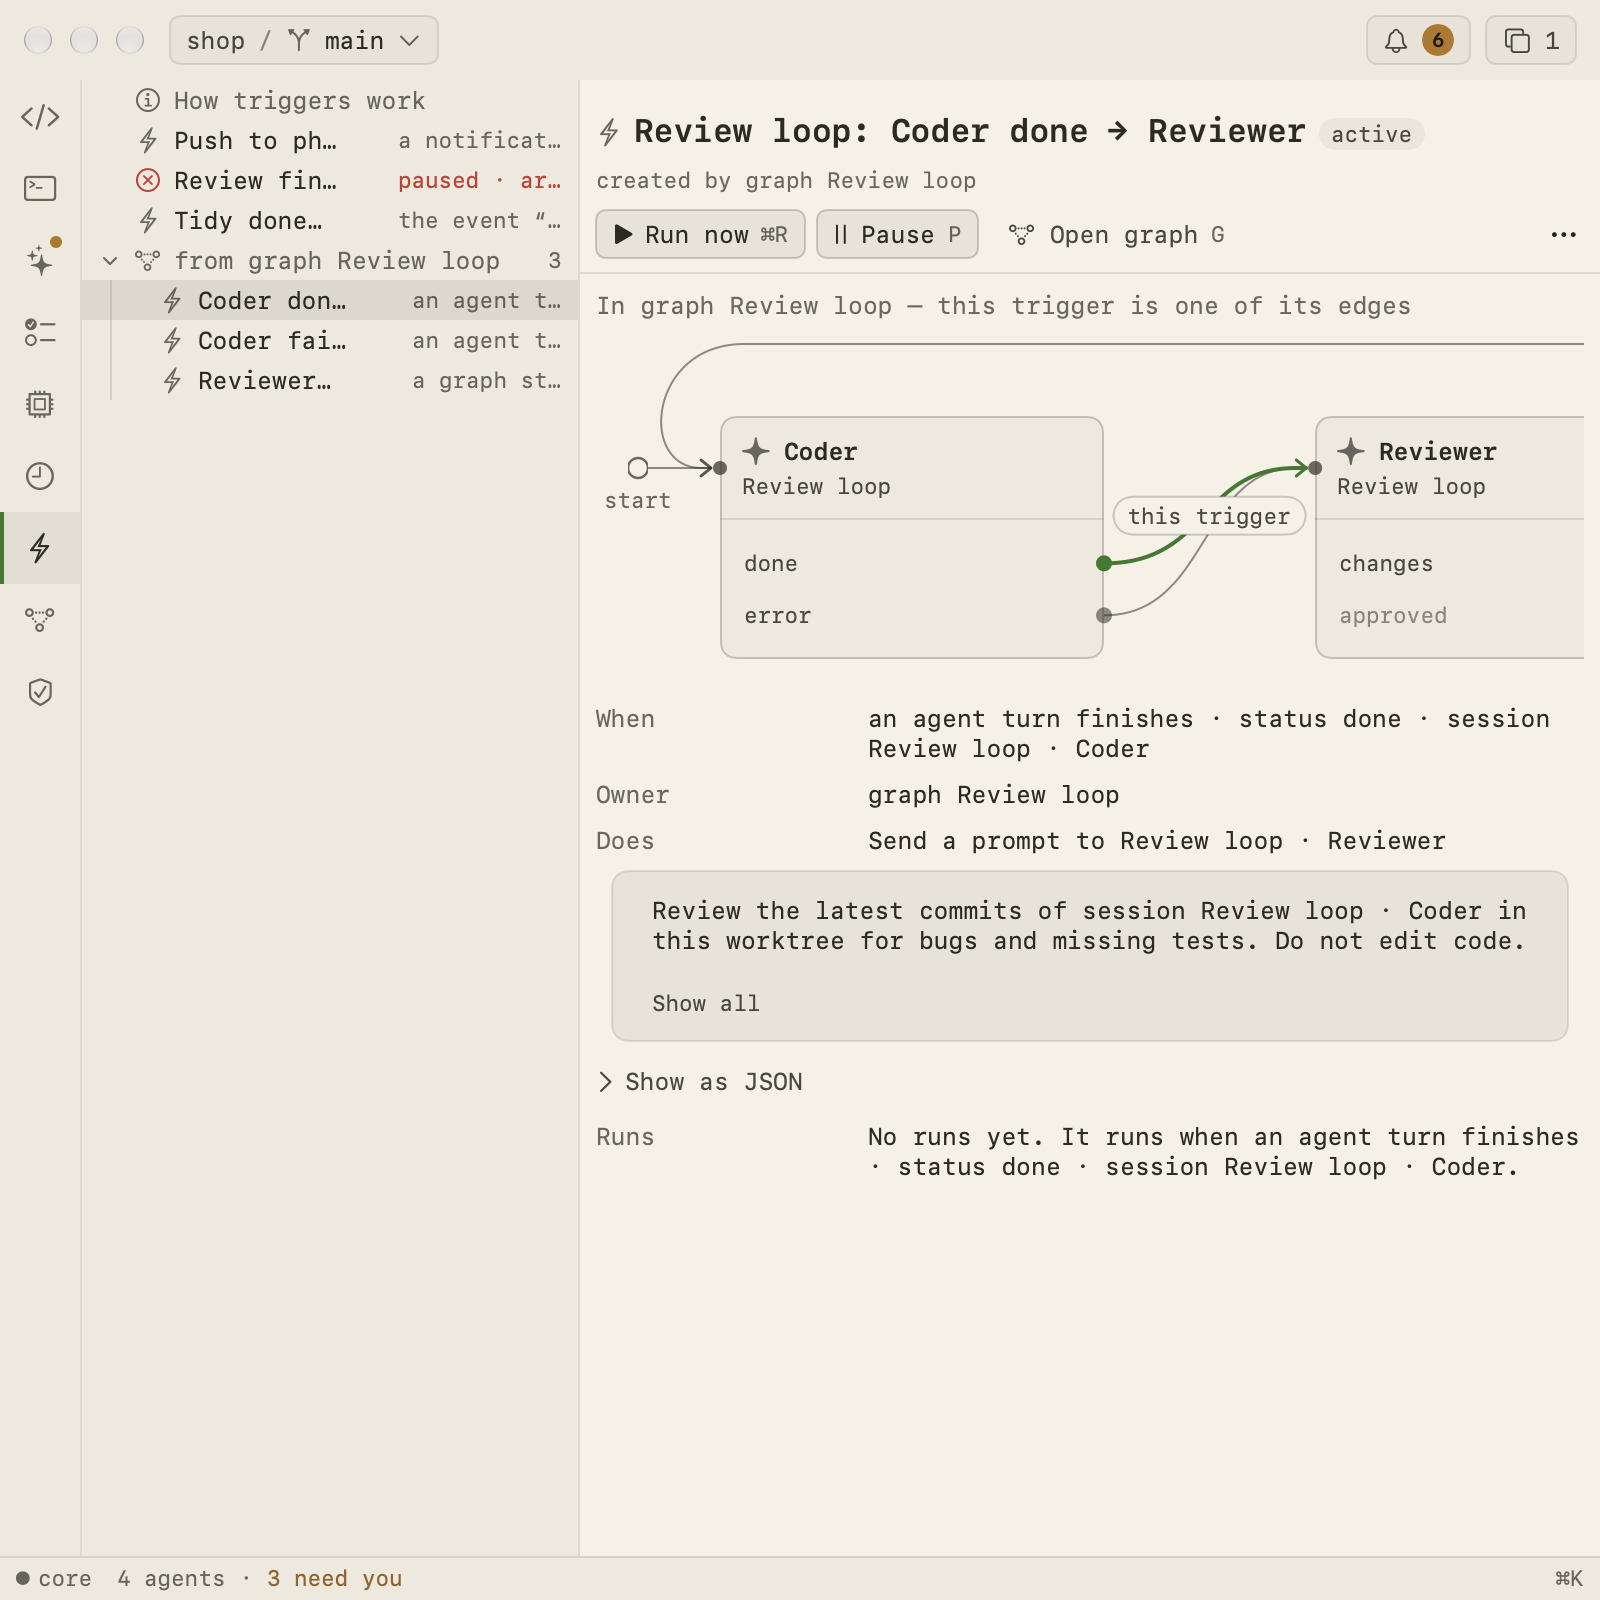 shop / main
6
1
How triggers work
Push to ph… a notificat…
Review fin… paused · ar…
Tidy done… the event “…
from graph Review loop 3
Coder don… an agent t…
Coder fai… an agent t…
Reviewer… a graph st…
Review loop: Coder done → Reviewer active
created by graph Review loop
Run now ⌘R Pause P Open graph G
In graph Review loop — this trigger is one of its edges
start
Coder
Review loop
done
error
this trigger
Reviewer
Review loop
changes
approved
When an agent turn finishes · status done · session
Review loop · Coder
Owner graph Review loop
Does Send a prompt to Review loop · Reviewer
Review the latest commits of session Review loop · Coder in
this worktree for bugs and missing tests. Do not edit code.
Show all
Show as JSON
Runs No runs yet. It runs when an agent turn finishes
· status done · session Review loop · Coder.
core 4 agents · 3 need you ⌘K